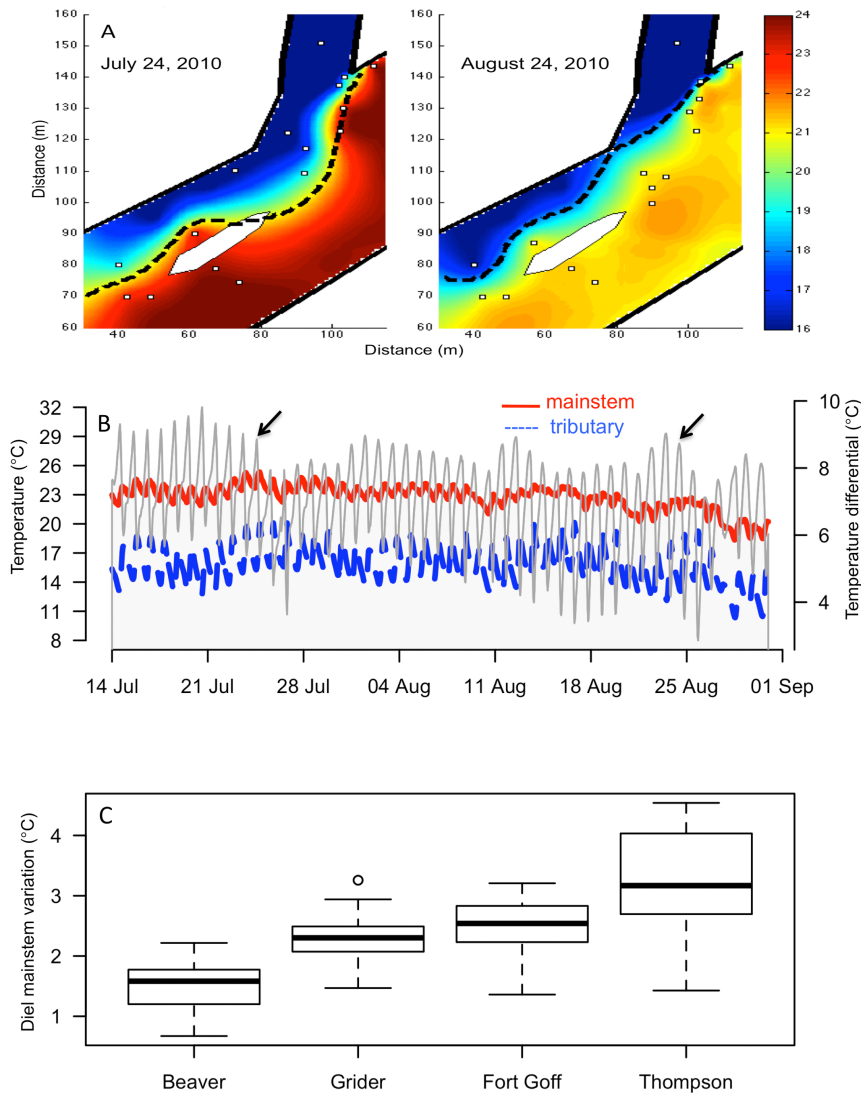 A
July 24, 2010
August 24, 2010
160
150
140
130
120
110
100
90
80
70
60
Distance (m)
40
60
80
100
160
150
140
130
120
110
100
90
80
70
60
40
60
80
100
Distance (m)
24
23
22
21
20
19
18
17
16
B
mainstem
tributary
32
29
26
23
20
17
14
11
8
Temperature (°C)
10
8
6
4
Temperature differential (°C)
14 Jul
21 Jul
28 Jul
04 Aug
11 Aug
18 Aug
25 Aug
01 Sep
C
4
3
2
1
Diel mainstem variation (°C)
Beaver
Grider
Fort Goff
Thompson